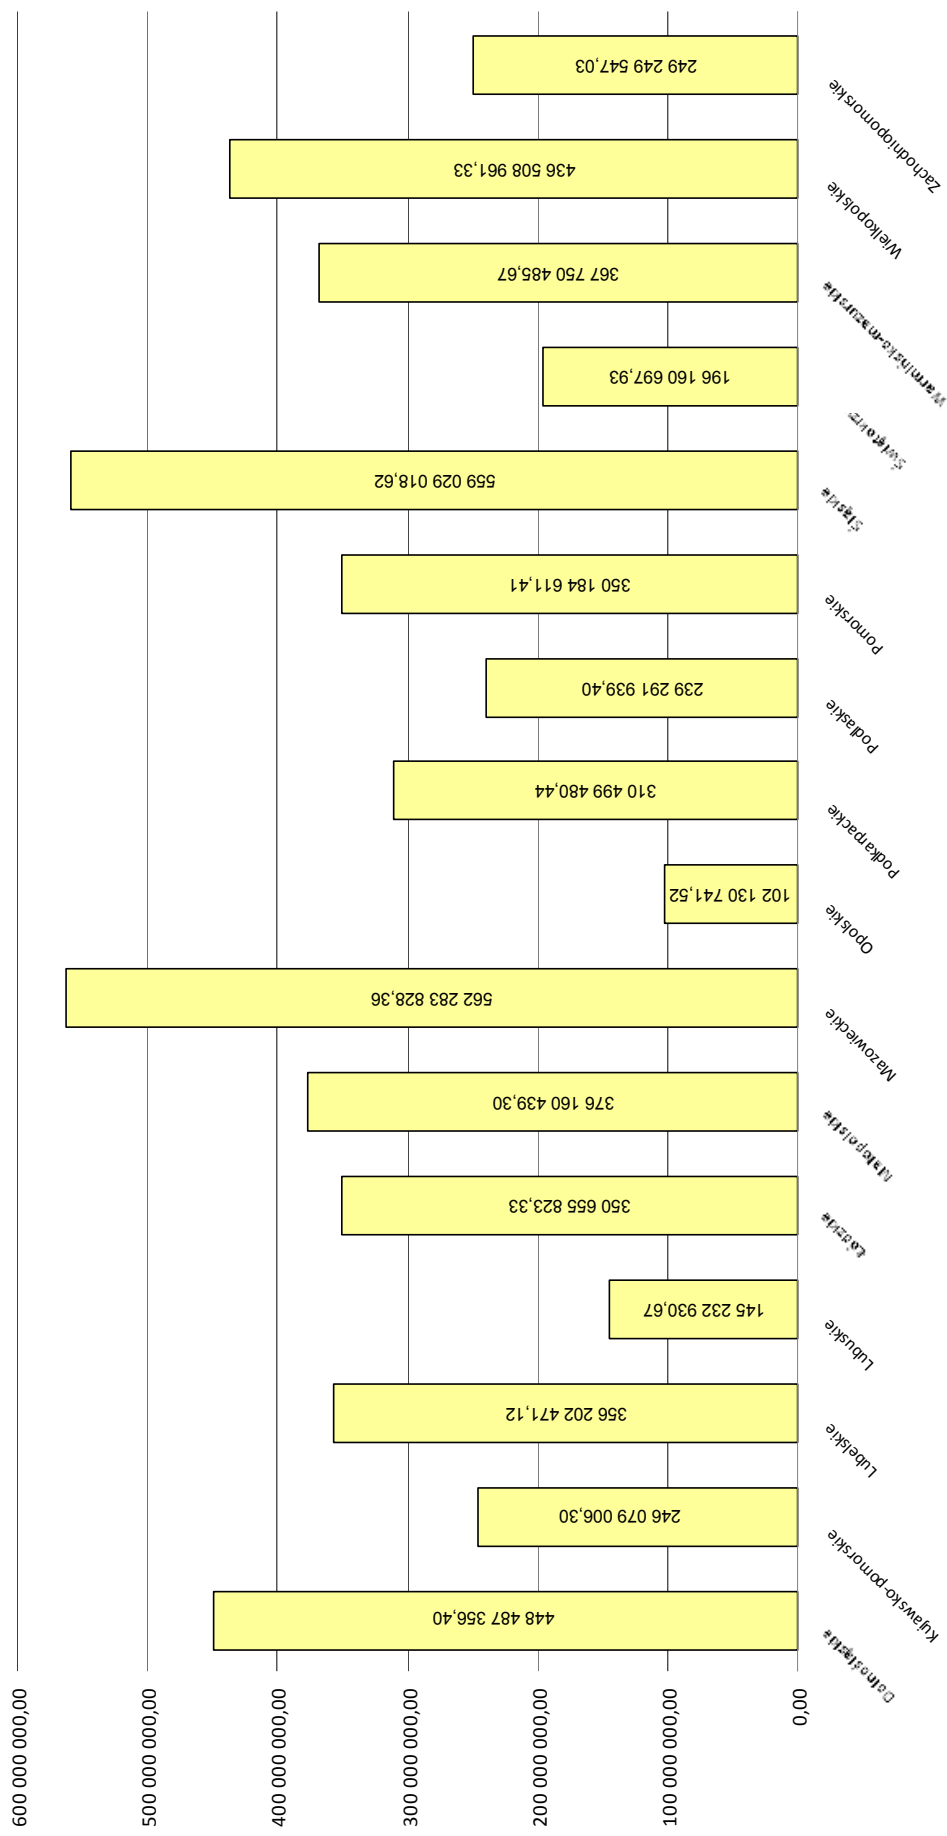 600 000 000,00
500 000 000,00
400 000 000,00
300 000 000,00
200 000 000,00
100 000 000,00
0,00
448 487 356,40
246 079 006,30
356 202 471,12
145 232 930,67
350 655 823,33
376 160 439,30
562 283 828,36
102 130 741,52
310 499 480,44
239 291 939,40
350 184 611,41
559 029 018,62
196 160 697,93
367 750 485,67
436 508 961,33
249 249 547,03
Dolnośląskie
Kujawsko-pomorskie
Lubelskie
Lubuskie
Łódzkie
Małopolskie
Mazowieckie
Opolskie
Podkarpackie
Podlaskie
Pomorskie
Śląskie
Warmińsko-mazurskie
Wielkopolskie
Zachodniopomorskie